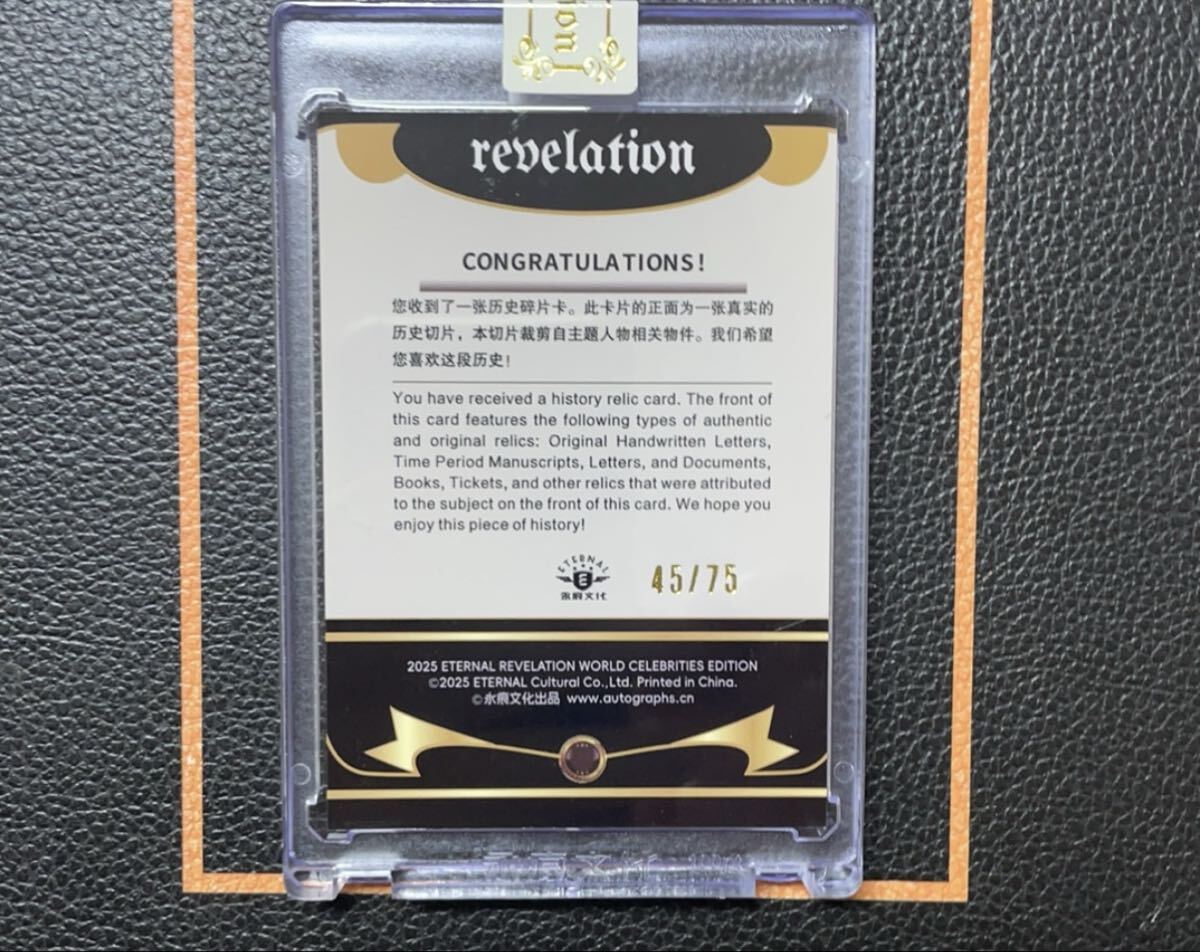 ion
revelation
CONGRATULATIONS!
您收到了一张历史碎片卡。此卡片的正面为一张真实的
历史切片，本切片裁剪自主题人物相关物件。我们希望
您喜欢这段历史！
You have received a history relic card. The front of
this card features the following types of authentic
and original relics: Original Handwritten Letters,
Time Period Manuscripts, Letters, and Documents,
Books, Tickets, and other relics that were attributed
to the subject on the front of this card. We hope you
enjoy this piece of history!
ETERNAL
E
永痕文化
45/75
2025 ETERNAL REVELATION WORLD CELEBRITIES EDITION
©2025 ETERNAL Cultural Co.,Ltd. Printed in China.
©永痕文化出品 www.autographs.cn